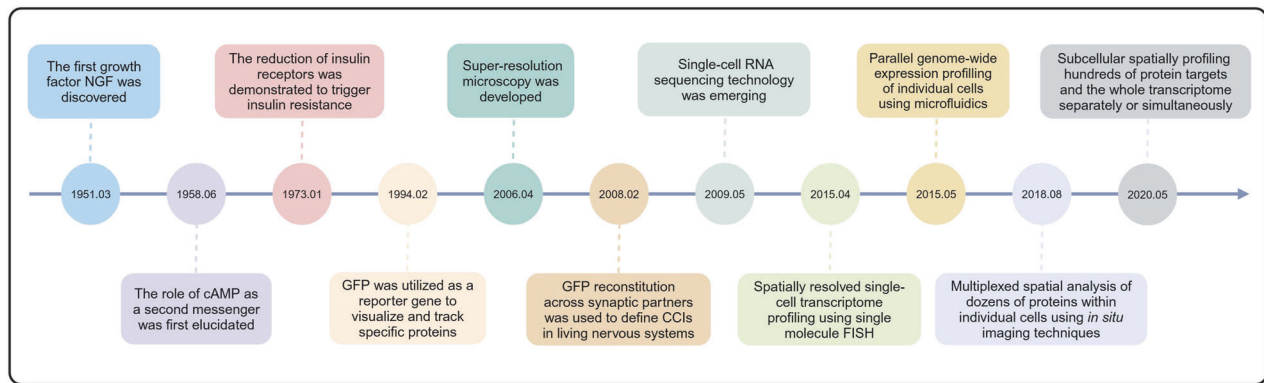 The first growth
factor NGF was
discovered
The reduction of insulin
receptors was
demonstrated to trigger
insulin resistance
Super-resolution
microscopy was
developed
Single-cell RNA
sequencing technology
was emerging
Parallel genome-wide
expression profiling
of individual cells
using microfluidics
Subcellular spatially profiling
hundreds of protein targets
and the whole transcriptome
separately or simultaneously
1951.03
1958.06
1973.01
1994.02
2006.04
2008.02
2009.05
2015.04
2015.05
2018.08
2020.05
The role of cAMP as
a second messenger
was first elucidated
GFP was utilized as a
reporter gene to
visualize and track
specific proteins
GFP reconstitution
across synaptic partners
was used to define CCIs
in living nervous systems
Spatially resolved single-
cell transcriptome
profiling using single
molecule FISH
Multiplexed spatial analysis of
dozens of proteins within
individual cells using in situ
imaging techniques